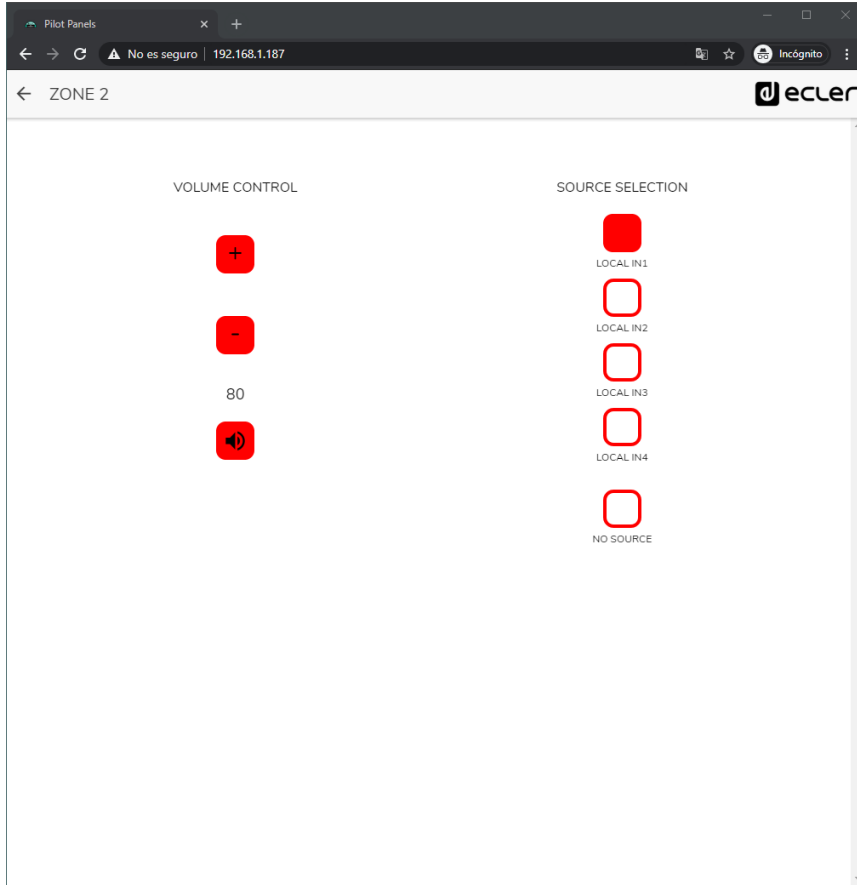 Pilot Panels
No es seguro 192.168.1.187 Incógnito
ZONE 2 ecler
VOLUME CONTROL
+
-
80
SOURCE SELECTION
LOCAL IN1
LOCAL IN2
LOCAL IN3
LOCAL IN4
NO SOURCE